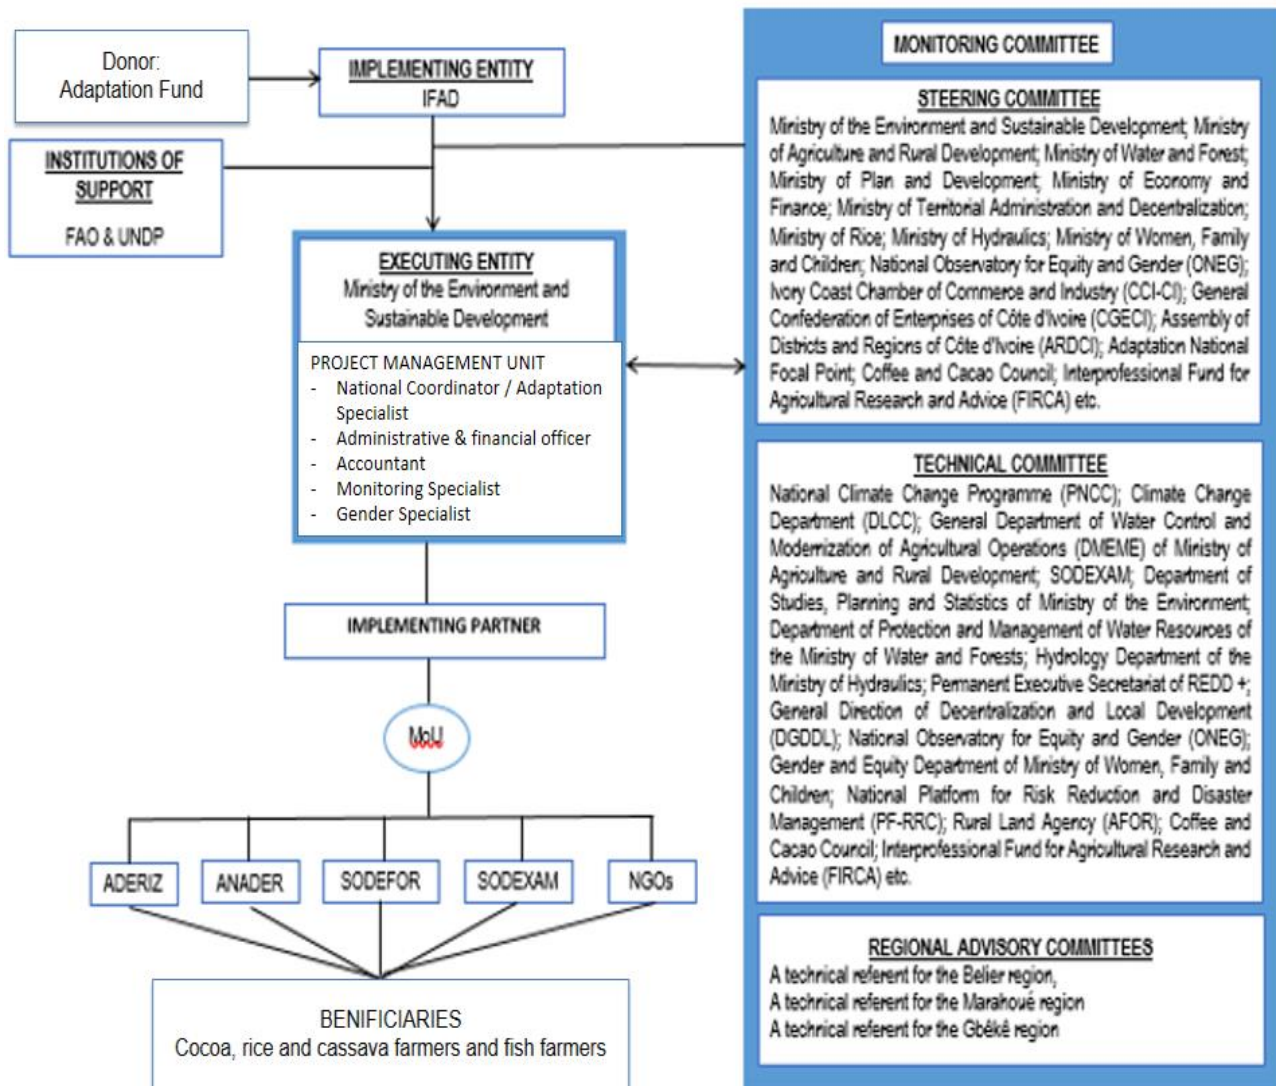 Donor:
Adaptation Fund
IMPLEMENTING ENTITY
IFAD
INSTITUTIONS OF
SUPPORT
FAO & UNDP
EXECUTING ENTITY
Ministry of the Environment and
Sustainable Development
PROJECT MANAGEMENT UNIT
- National Coordinator / Adaptation
Specialist
- Administrative & financial officer
- Accountant
- Monitoring Specialist
- Gender Specialist
IMPLEMENTING PARTNER
MoU
ADERIZ
ANADER
SODEFOR
SODEXAM
NGOs
BENIFICIARIES
Cocoa, rice and cassava farmers and fish farmers
MONITORING COMMITTEE
STEERING COMMITTEE
Ministry of the Environment and Sustainable Development; Ministry
of Agriculture and Rural Development; Ministry of Water and Forest;
Ministry of Plan and Development; Ministry of Economy and
Finance; Ministry of Territorial Administration and Decentralization;
Ministry of Rice; Ministry of Hydraulics; Ministry of Women, Family
and Children; National Observatory for Equity and Gender (ONEG);
Ivory Coast Chamber of Commerce and Industry (CCI-CI); General
Confederation of Enterprises of Côte d'Ivoire (CGECI); Assembly of
Districts and Regions of Côte d'Ivoire (ARDCI); Adaptation National
Focal Point; Coffee and Cacao Council; Interprofessional Fund for
Agricultural Research and Advice (FIRCA) etc.
TECHNICAL COMMITTEE
National Climate Change Programme (PNCC); Climate Change
Department (DLCC); General Department of Water Control and
Modernization of Agricultural Operations (DMEME) of Ministry of
Agriculture and Rural Development; SODEXAM; Department of
Studies, Planning and Statistics of Ministry of the Environment;
Department of Protection and Management of Water Resources of
the Ministry of Water and Forests; Hydrology Department of the
Ministry of Hydraulics; Permanent Executive Secretariat of REDD +;
General Direction of Decentralization and Local Development
(DGDDL); National Observatory for Equity and Gender (ONEG);
Gender and Equity Department of Ministry of Women, Family and
Children; National Platform for Risk Reduction and Disaster
Management (PF-RRC); Rural Land Agency (AFOR); Coffee and
Cacao Council; Interprofessional Fund for Agricultural Research and
Advice (FIRCA) etc.
REGIONAL ADVISORY COMMITTEES
A technical referent for the Belier region,
A technical referent for the Marahoué region
A technical referent for the Gbêkê region